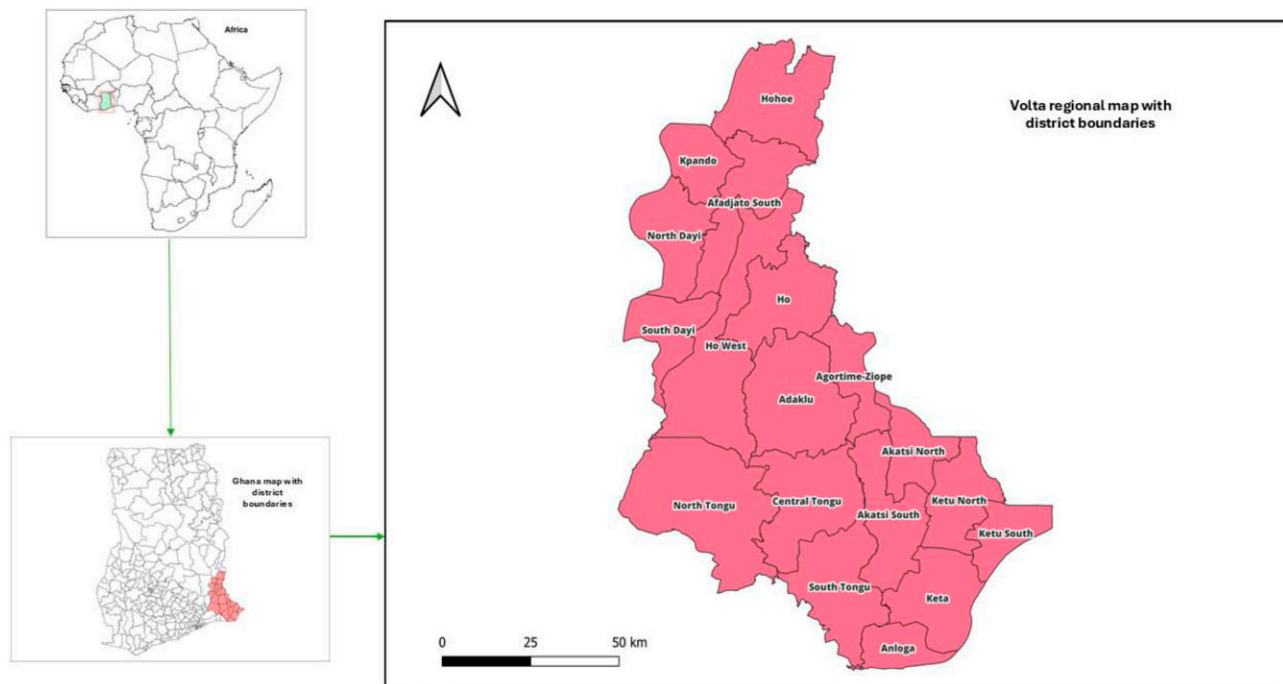 Africa
Ghana map with
district
boundaries
Volta regional map with
district boundaries
Hohoe
Kpando
Afadjato South
North Dayi
Ho
South Dayi
Ho West
Agortime-Ziope
Adaklu
Akatsi North
North Tongu
Central Tongu
Ketu North
Akatsi South
Ketu South
South Tongu
Keta
Anloga
0 25 50 km